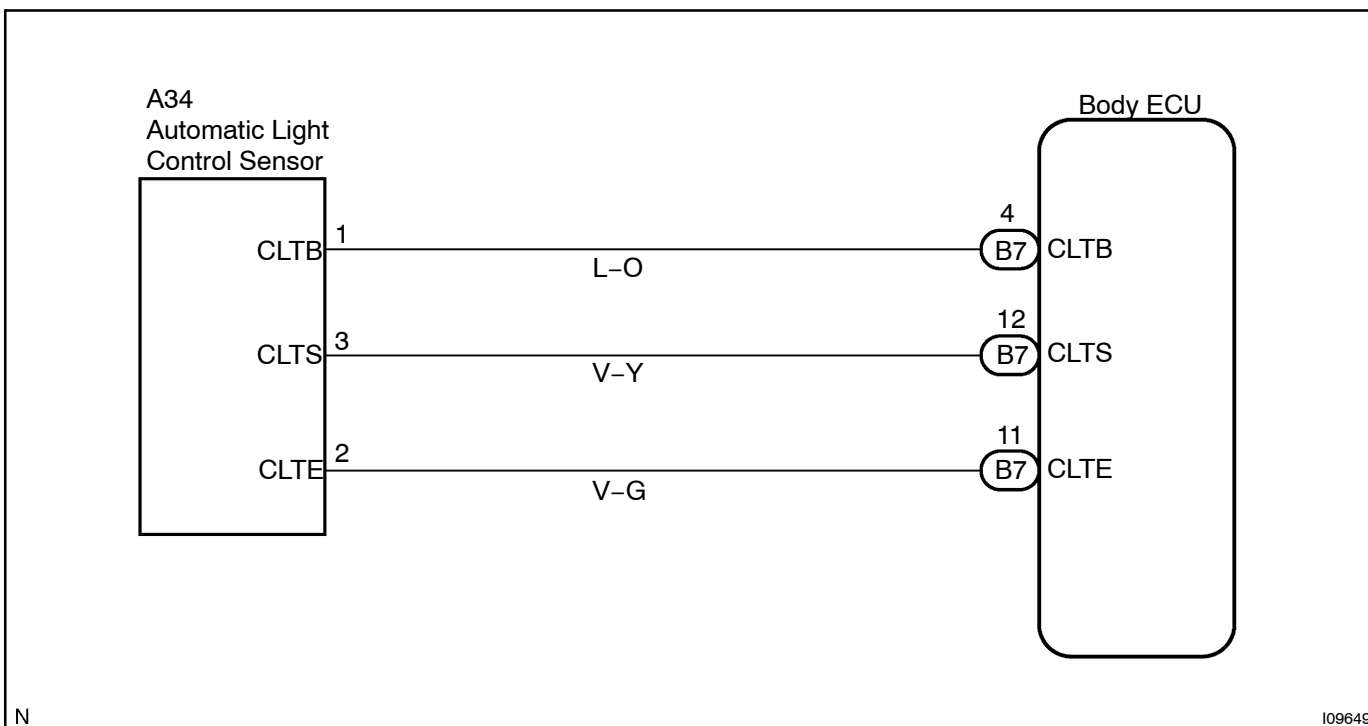 A34
Automatic Light
Control Sensor
Body ECU
CLTB 1
L−O
4
B7 CLTB
CLTS 3
V−Y
12
B7 CLTS
CLTE 2
V−G
11
B7 CLTE
N
I09649